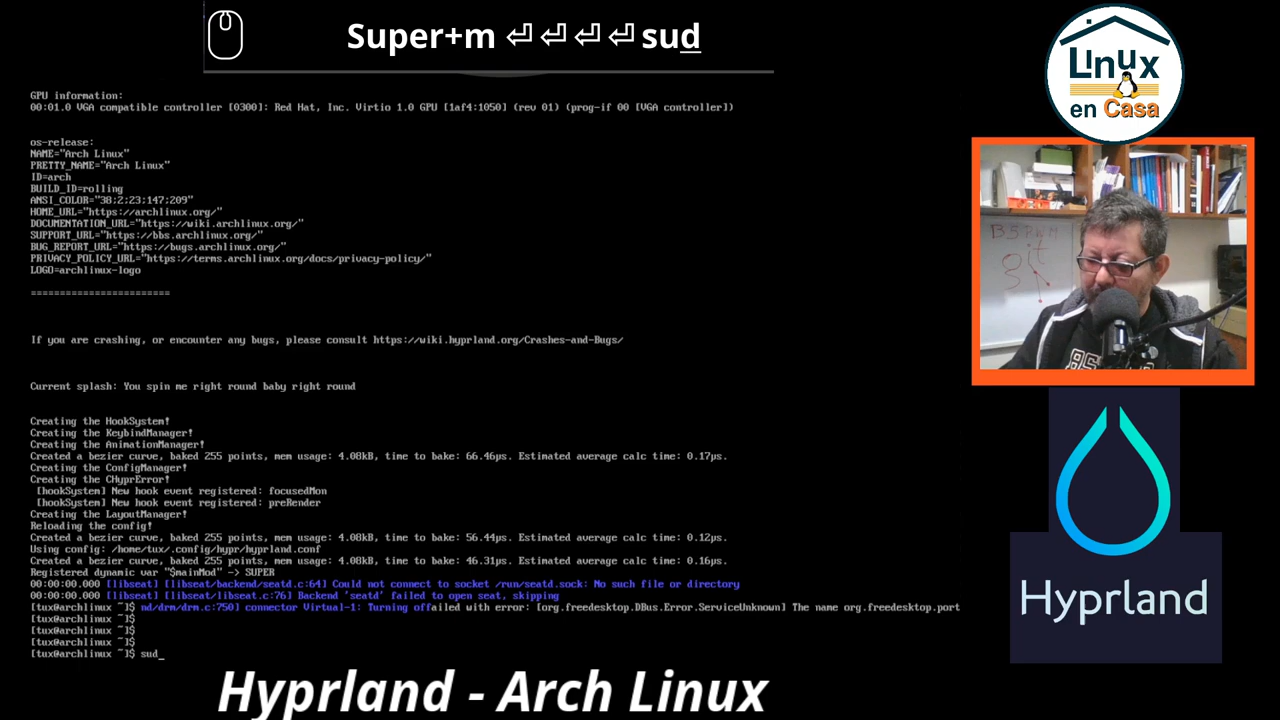 Super+m ⏎ ⏎ ⏎ ⏎ sud
Linux
en Casa
GPU information:
00:01.0 VGA compatible controller [0300]: Red Hat, Inc. Virtio 1.0 GPU [1af4:1050] (rev 01) (prog-if 00 [VGA controller])
os-release:
NAME="Arch Linux"
PRETTY_NAME="Arch Linux"
ID=arch
BUILD_ID=rolling
ANSI_COLOR="38;2;23;147;209"
HOME_URL="https://archlinux.org/"
DOCUMENTATION_URL="https://wiki.archlinux.org/"
SUPPORT_URL="https://bbs.archlinux.org/"
BUG_REPORT_URL="https://bugs.archlinux.org/"
PRIVACY_POLICY_URL="https://terms.archlinux.org/docs/privacy-policy/"
LOGO=archlinux-logo
========================
If you are crashing, or encounter any bugs, please consult https://wiki.hyprland.org/Crashes-and-Bugs/
Current splash: You spin me right round baby right round
Creating the HookSystem!
Creating the KeybindManager!
Creating the AnimationManager!
Created a bezier curve, baked 255 points, mem usage: 4.08kB, time to bake: 66.46µs. Estimated average calc time: 0.17µs.
Creating the ConfigManager!
Creating the CHyprError!
[hookSystem] New hook event registered: focusedMon
[hookSystem] New hook event registered: preRender
Creating the LayoutManager!
Reloading the config!
Created a bezier curve, baked 255 points, mem usage: 4.08kB, time to bake: 56.44µs. Estimated average calc time: 0.12µs.
Using config: /home/tux/.config/hypr/hyprland.conf
Created a bezier curve, baked 255 points, mem usage: 4.08kB, time to bake: 46.31µs. Estimated average calc time: 0.16µs.
Registered dynamic var "$mainMod" -> SUPER
00:00:00.000 [libseat] [libseat/backend/seatd.c:64] Could not connect to socket /run/seatd.sock: No such file or directory
00:00:00.000 [libseat] [libseat/libseat.c:76] Backend 'seatd' failed to open seat, skipping
[tux@archlinux ~]$ nd/drm/drm.c:750] connector Virtual-1: Turning offailed with error: [org.freedesktop.DBus.Error.ServiceUnknown] The name org.freedesktop.port
[tux@archlinux ~]$
[tux@archlinux ~]$
[tux@archlinux ~]$
[tux@archlinux ~]$ sud_
Hyprland
Hyprland - Arch Linux